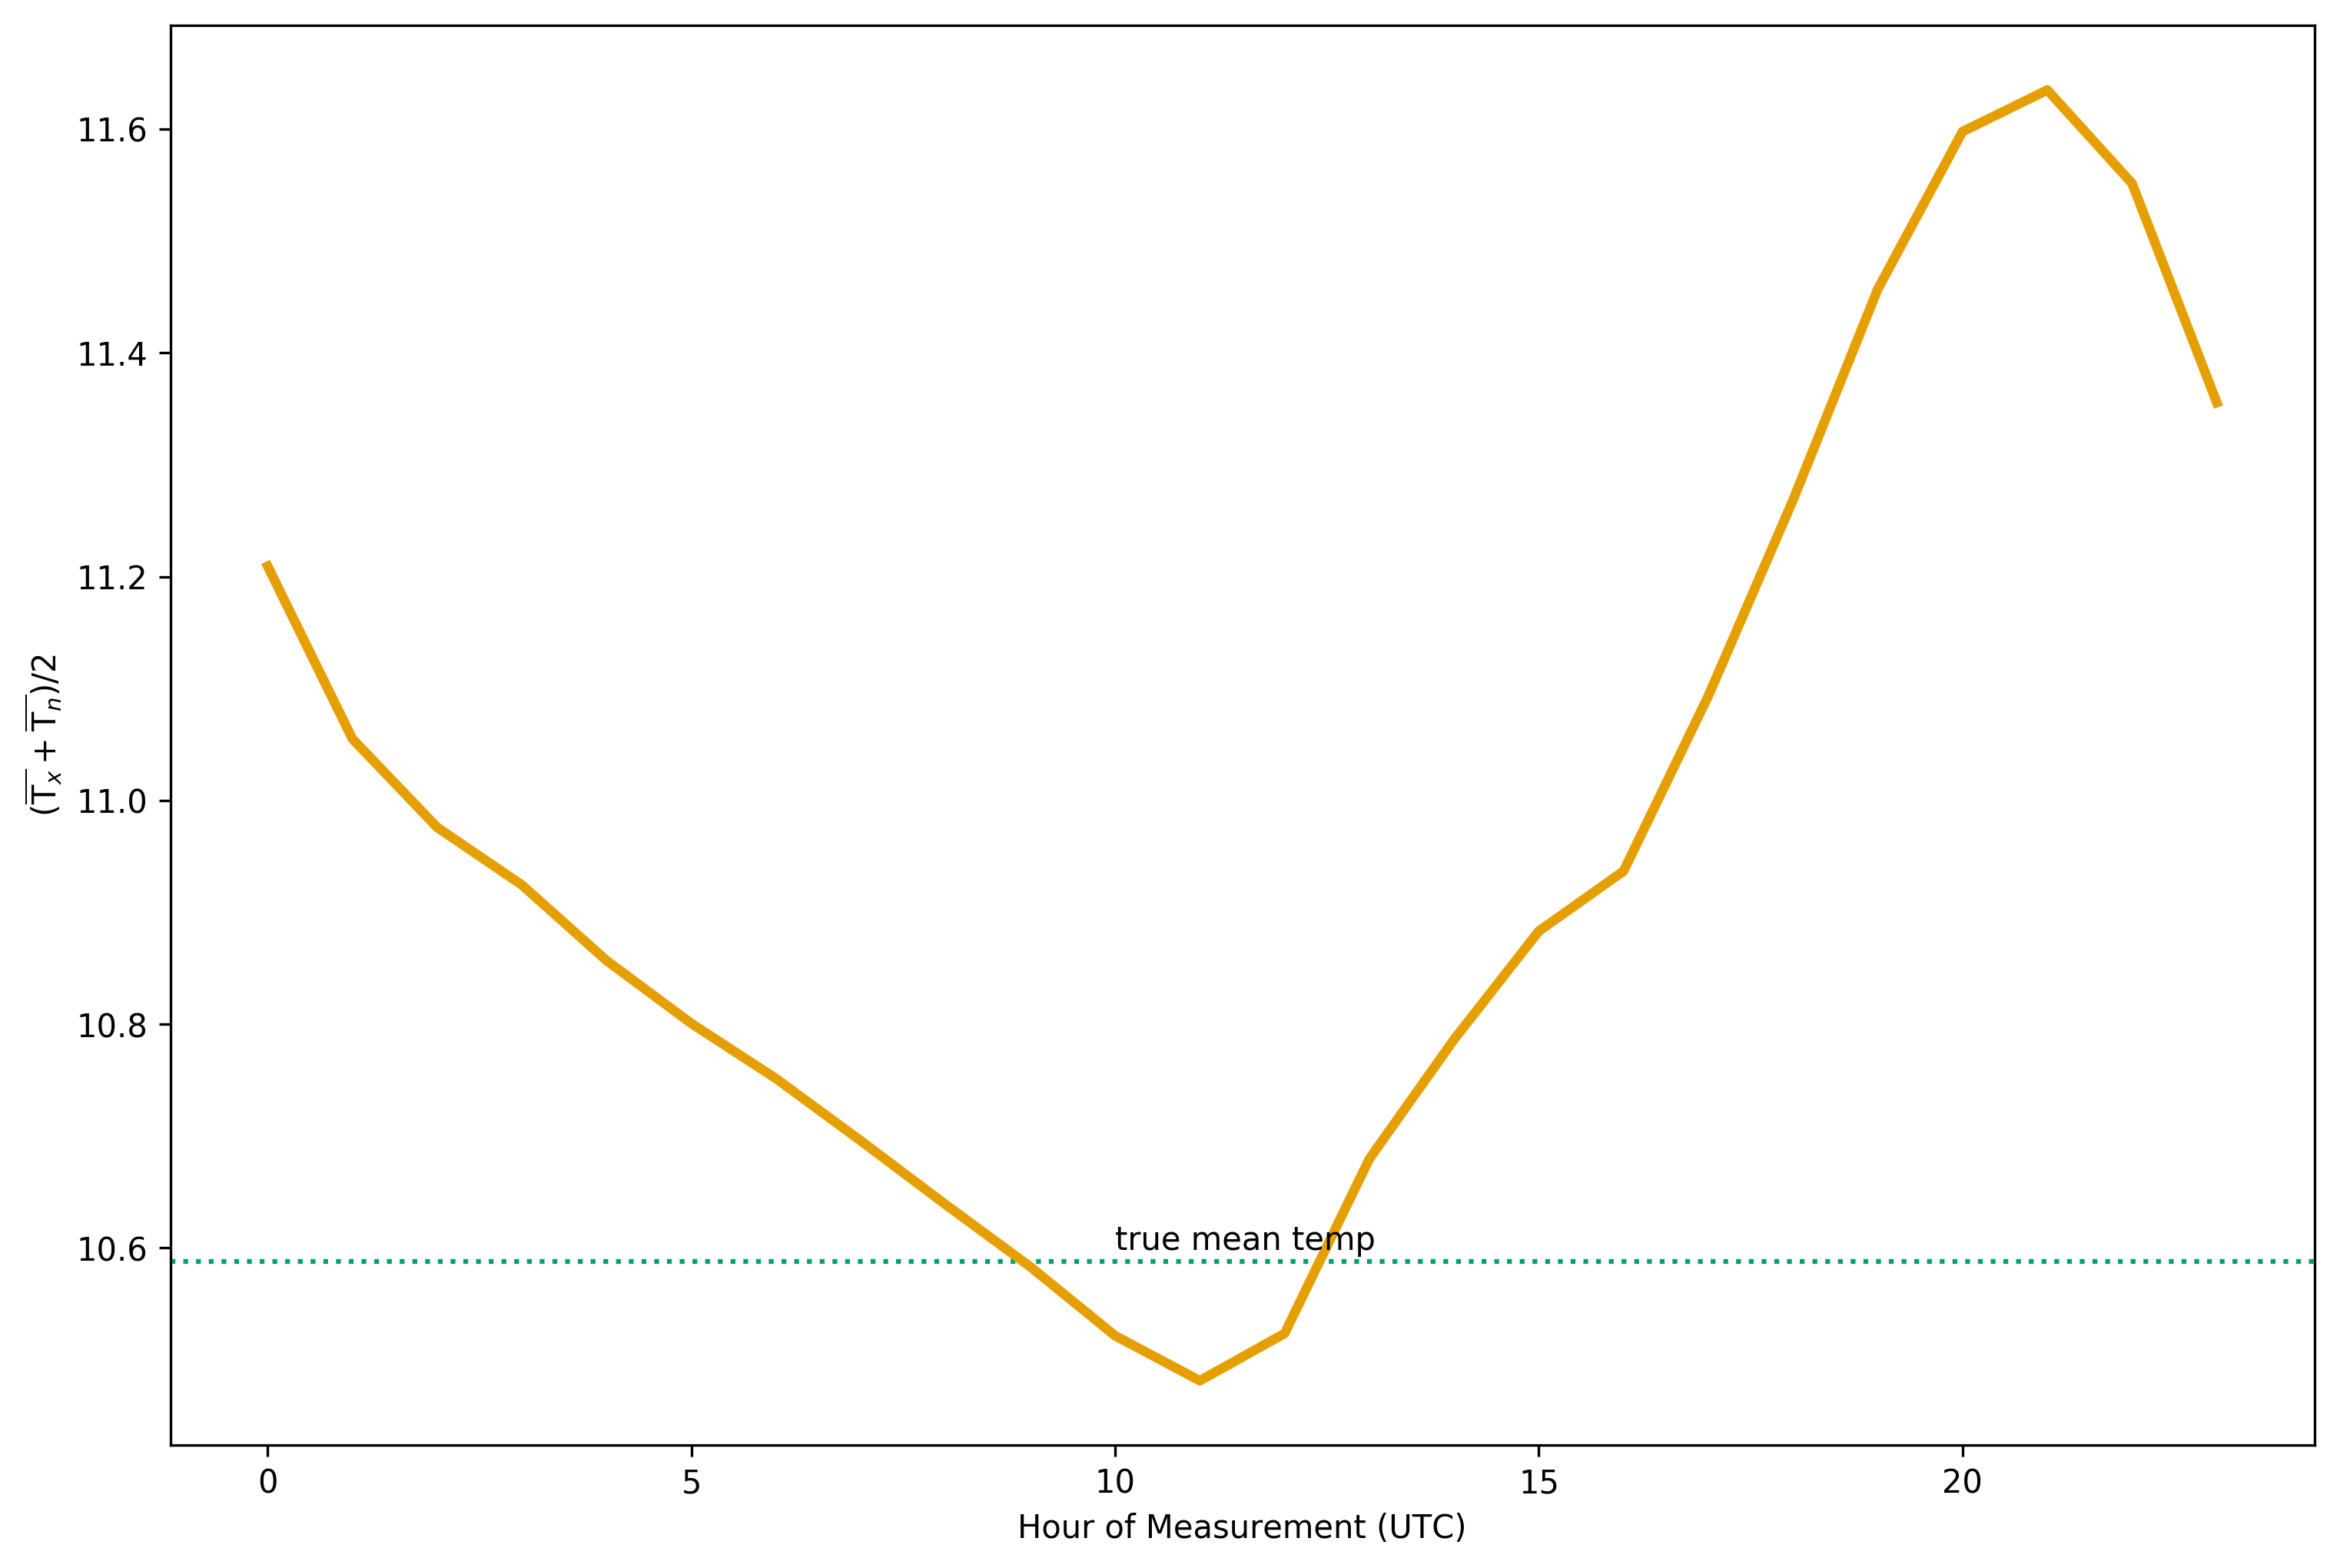 11.6
11.4
11.2
11.0
10.8
10.6
(T̅ₓ + T̅ₙ)/2
true mean temp
0 5 10 15 20
Hour of Measurement (UTC)